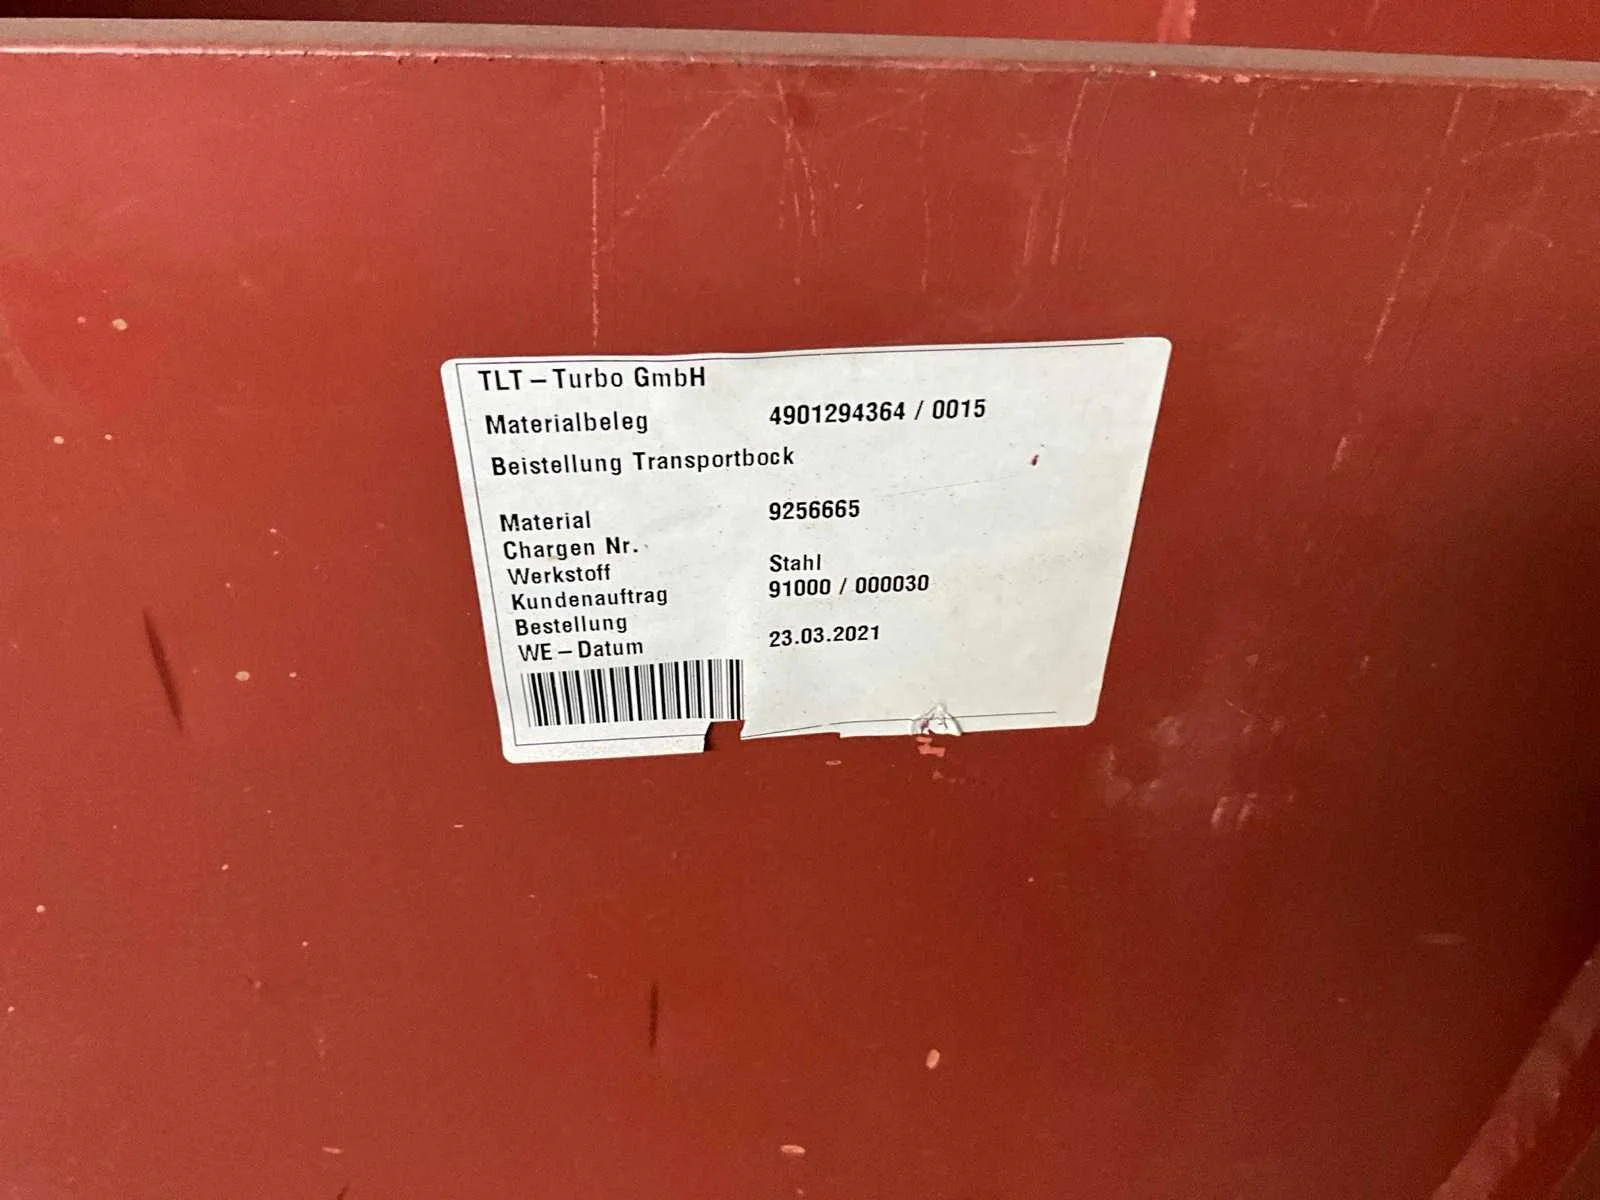 TLT – Turbo GmbH
Materialbeleg 4901294364 / 0015
Beistellung Transportbock
Material 9256665
Chargen Nr.
Werkstoff Stahl
Kundenauftrag 91000 / 000030
Bestellung
WE – Datum 23.03.2021